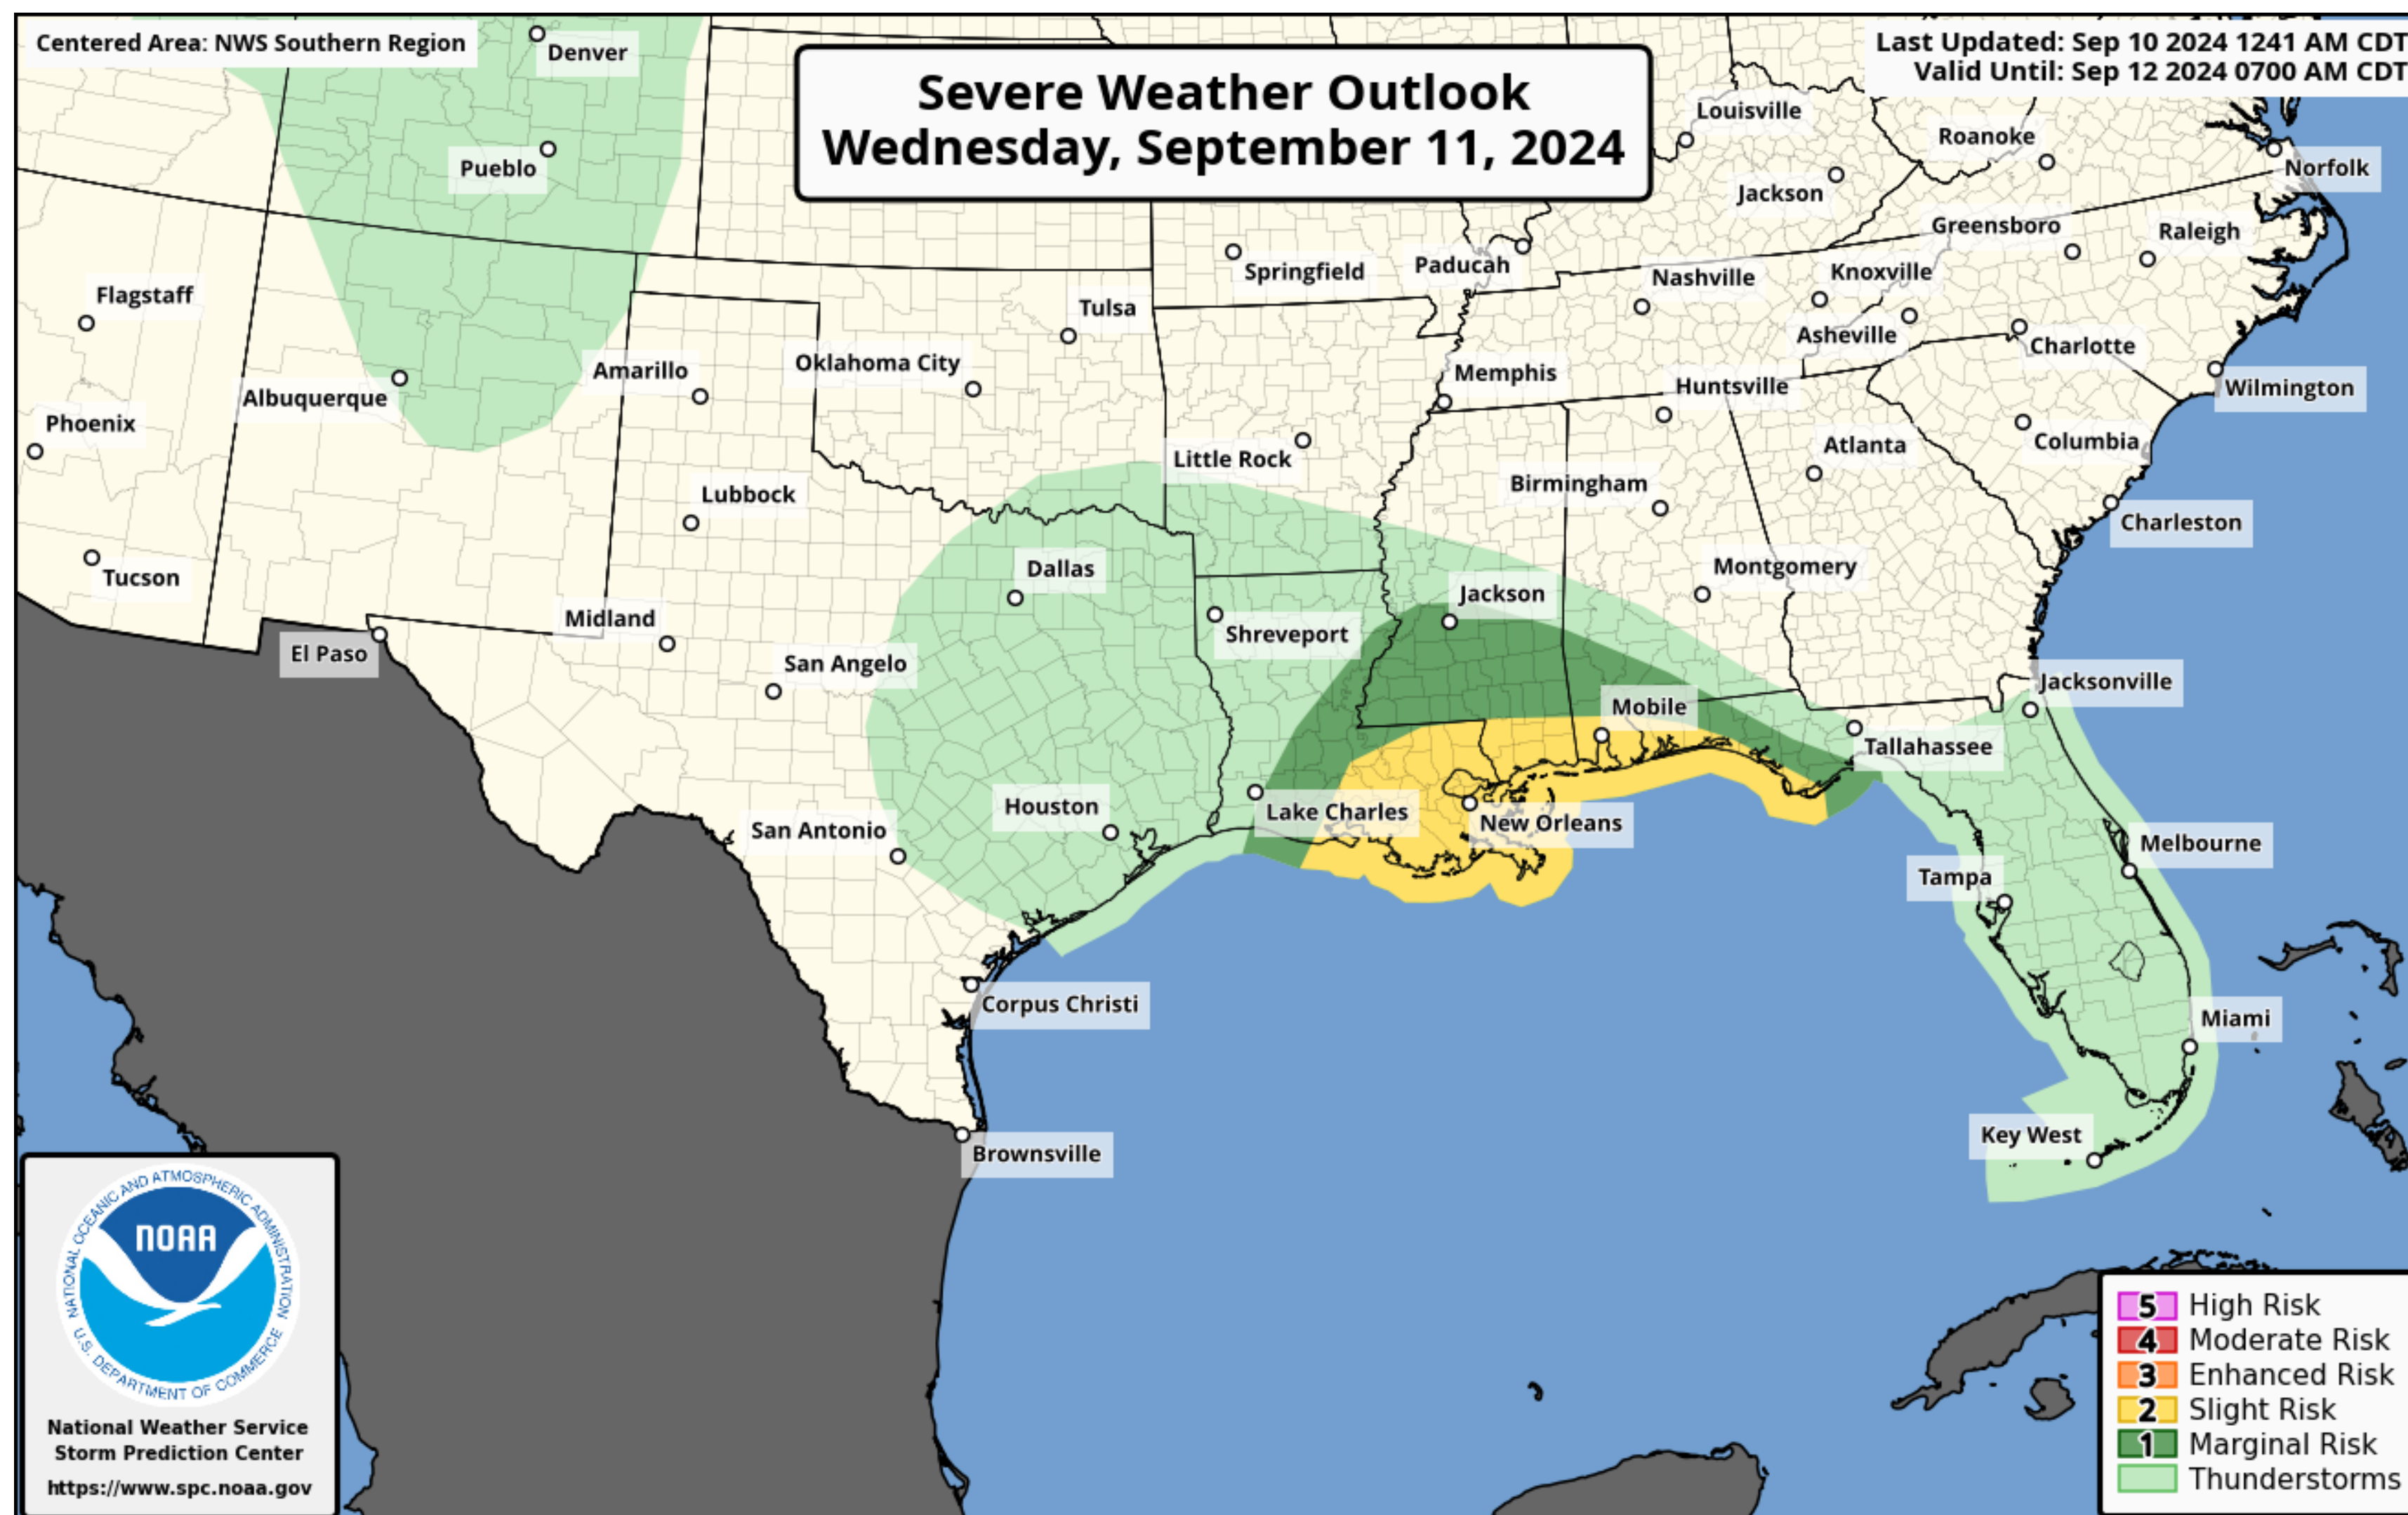 Centered Area: NWS Southern Region
Last Updated: Sep 10 2024 1241 AM CDT
Valid Until: Sep 12 2024 0700 AM CDT
Severe Weather Outlook
Wednesday, September 11, 2024
Denver
Pueblo
Louisville
Jackson
Roanoke
Norfolk
Greensboro
Raleigh
Springfield
Paducah
Nashville
Knoxville
Flagstaff
Tulsa
Asheville
Charlotte
Albuquerque
Amarillo
Oklahoma City
Memphis
Huntsville
Wilmington
Phoenix
Little Rock
Atlanta
Columbia
Lubbock
Birmingham
Charleston
Tucson
Dallas
Montgomery
Midland
Jackson
El Paso
San Angelo
Shreveport
Jacksonville
Mobile
Tallahassee
San Antonio
Houston
Lake Charles
New Orleans
Melbourne
Tampa
Corpus Christi
Miami
Key West
Brownsville
NATIONAL OCEANIC AND ATMOSPHERIC ADMINISTRATION
NOAA
U.S. DEPARTMENT OF COMMERCE
National Weather Service
Storm Prediction Center
https://www.spc.noaa.gov
5 High Risk
4 Moderate Risk
3 Enhanced Risk
2 Slight Risk
1 Marginal Risk
Thunderstorms